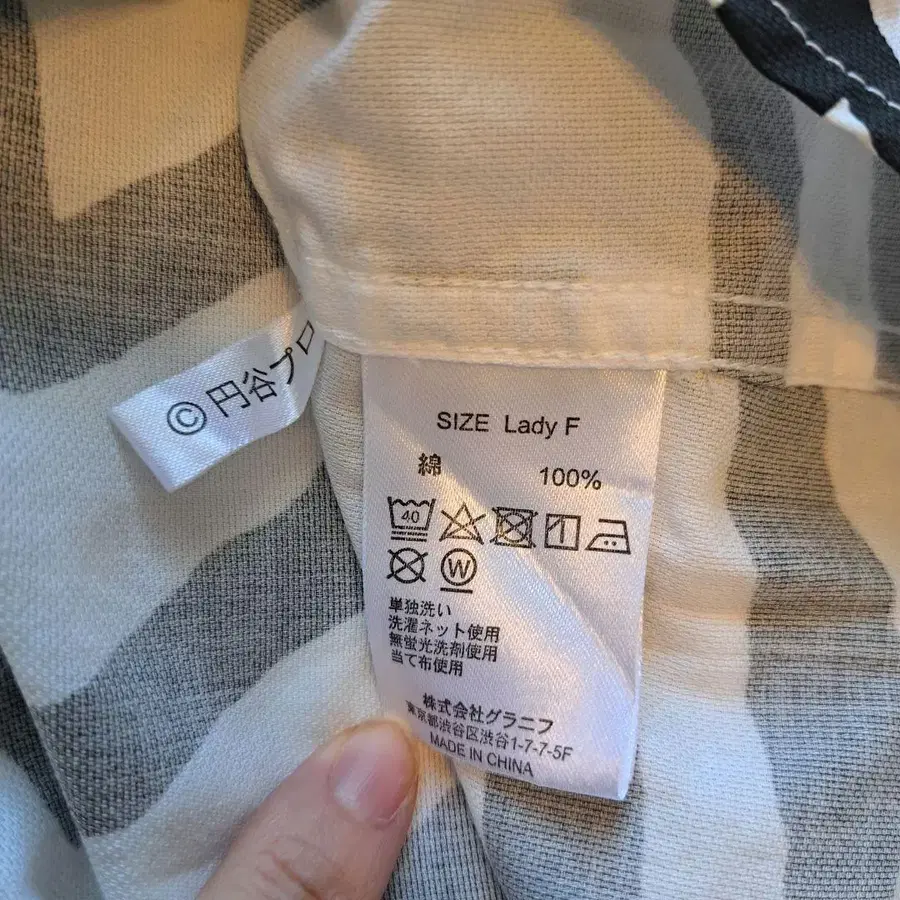 © 円谷プロ
SIZE Lady F
綿 100%
40
W
単独洗い
洗濯ネット使用
無蛍光洗剤使用
当て布使用
株式会社グラニフ
東京都渋谷区渋谷1-7-7-5F
MADE IN CHINA